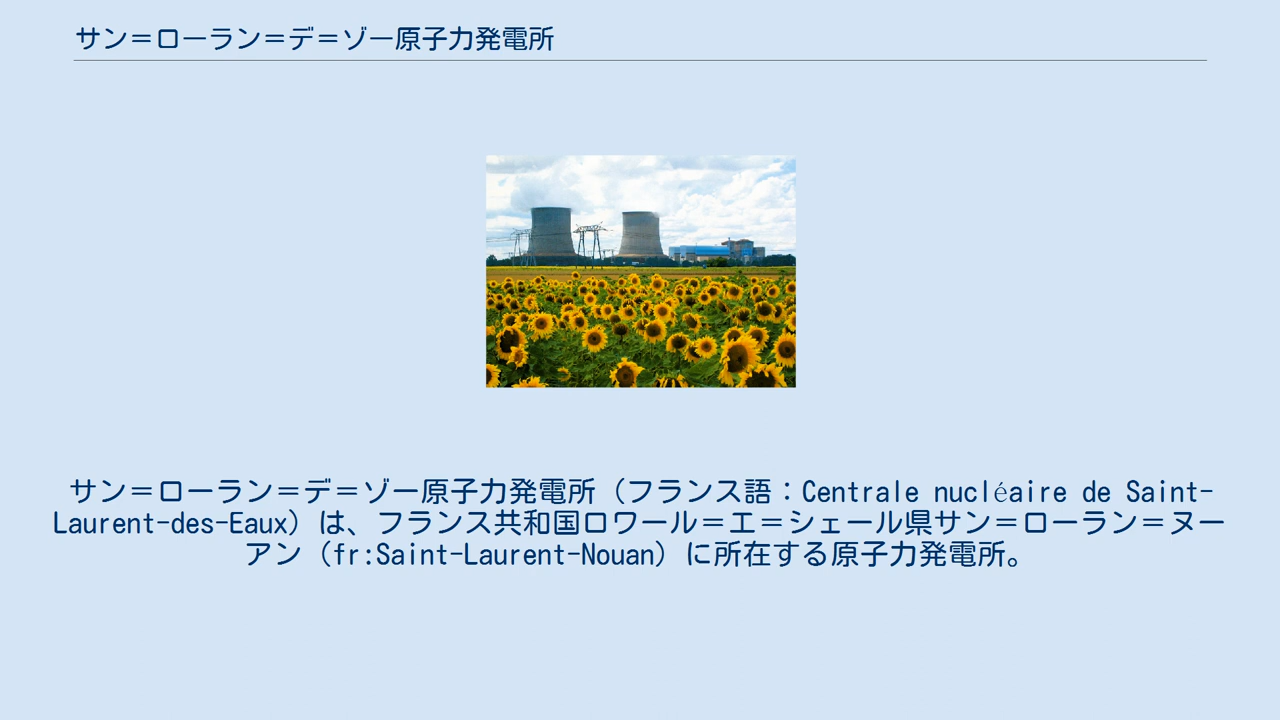 サン＝ローラン＝デ＝ゾー原子力発電所
サン＝ローラン＝デ＝ゾー原子力発電所（フランス語：Centrale nucléaire de Saint-
Laurent-des-Eaux）は、フランス共和国ロワール＝エ＝シェール県サン＝ローラン＝ヌー
アン（fr:Saint-Laurent-Nouan）に所在する原子力発電所。